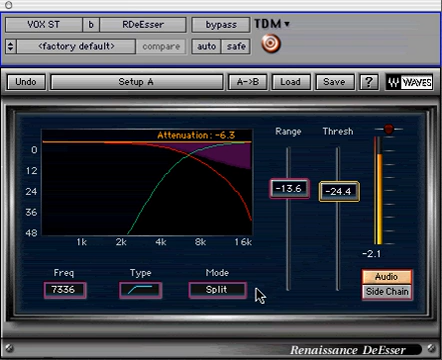 VOX ST b RDeEsser bypass TDM
<factory default> compare auto safe
Undo Setup A A->B Load Save ? WAVES
Attenuation: -6.3 Range Thresh
0
12
24
36
48
-13.6 -24.4
1k 2k 4k 8k 16k
-2.1
Freq Type Mode
Audio
7336 Split
Side Chain
Renaissance DeEsser